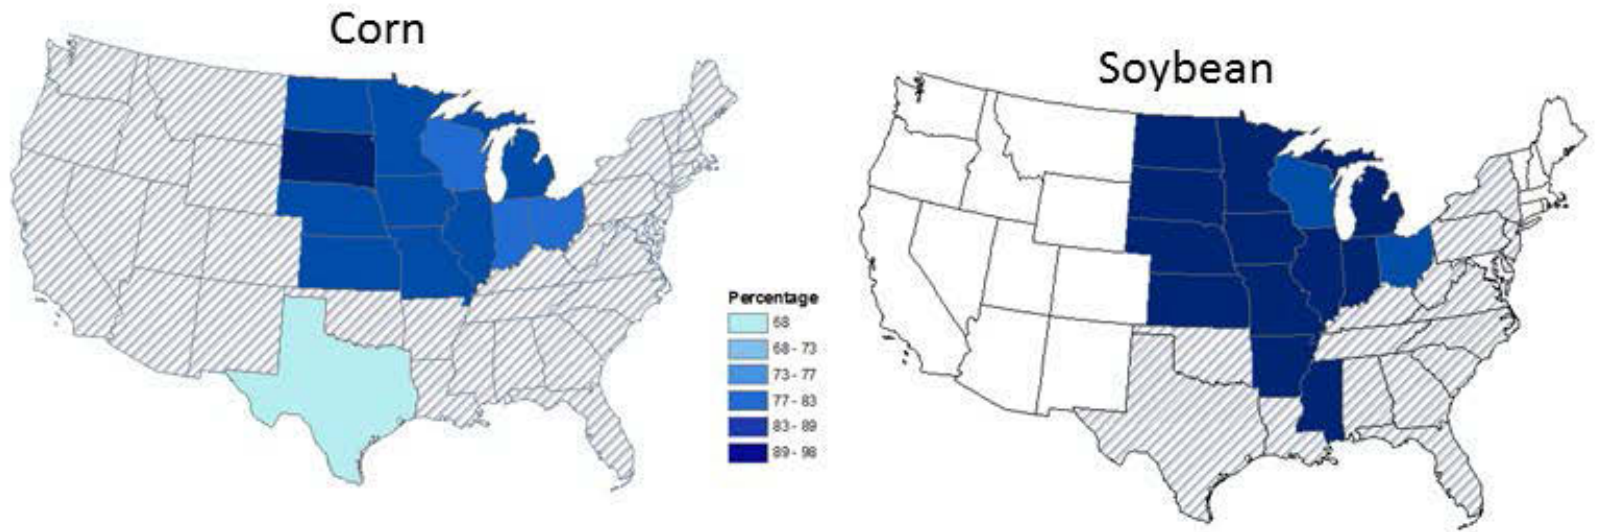 Corn
Soybean
Percentage
68
68 - 73
73 - 77
77 - 83
83 - 89
89 - 98